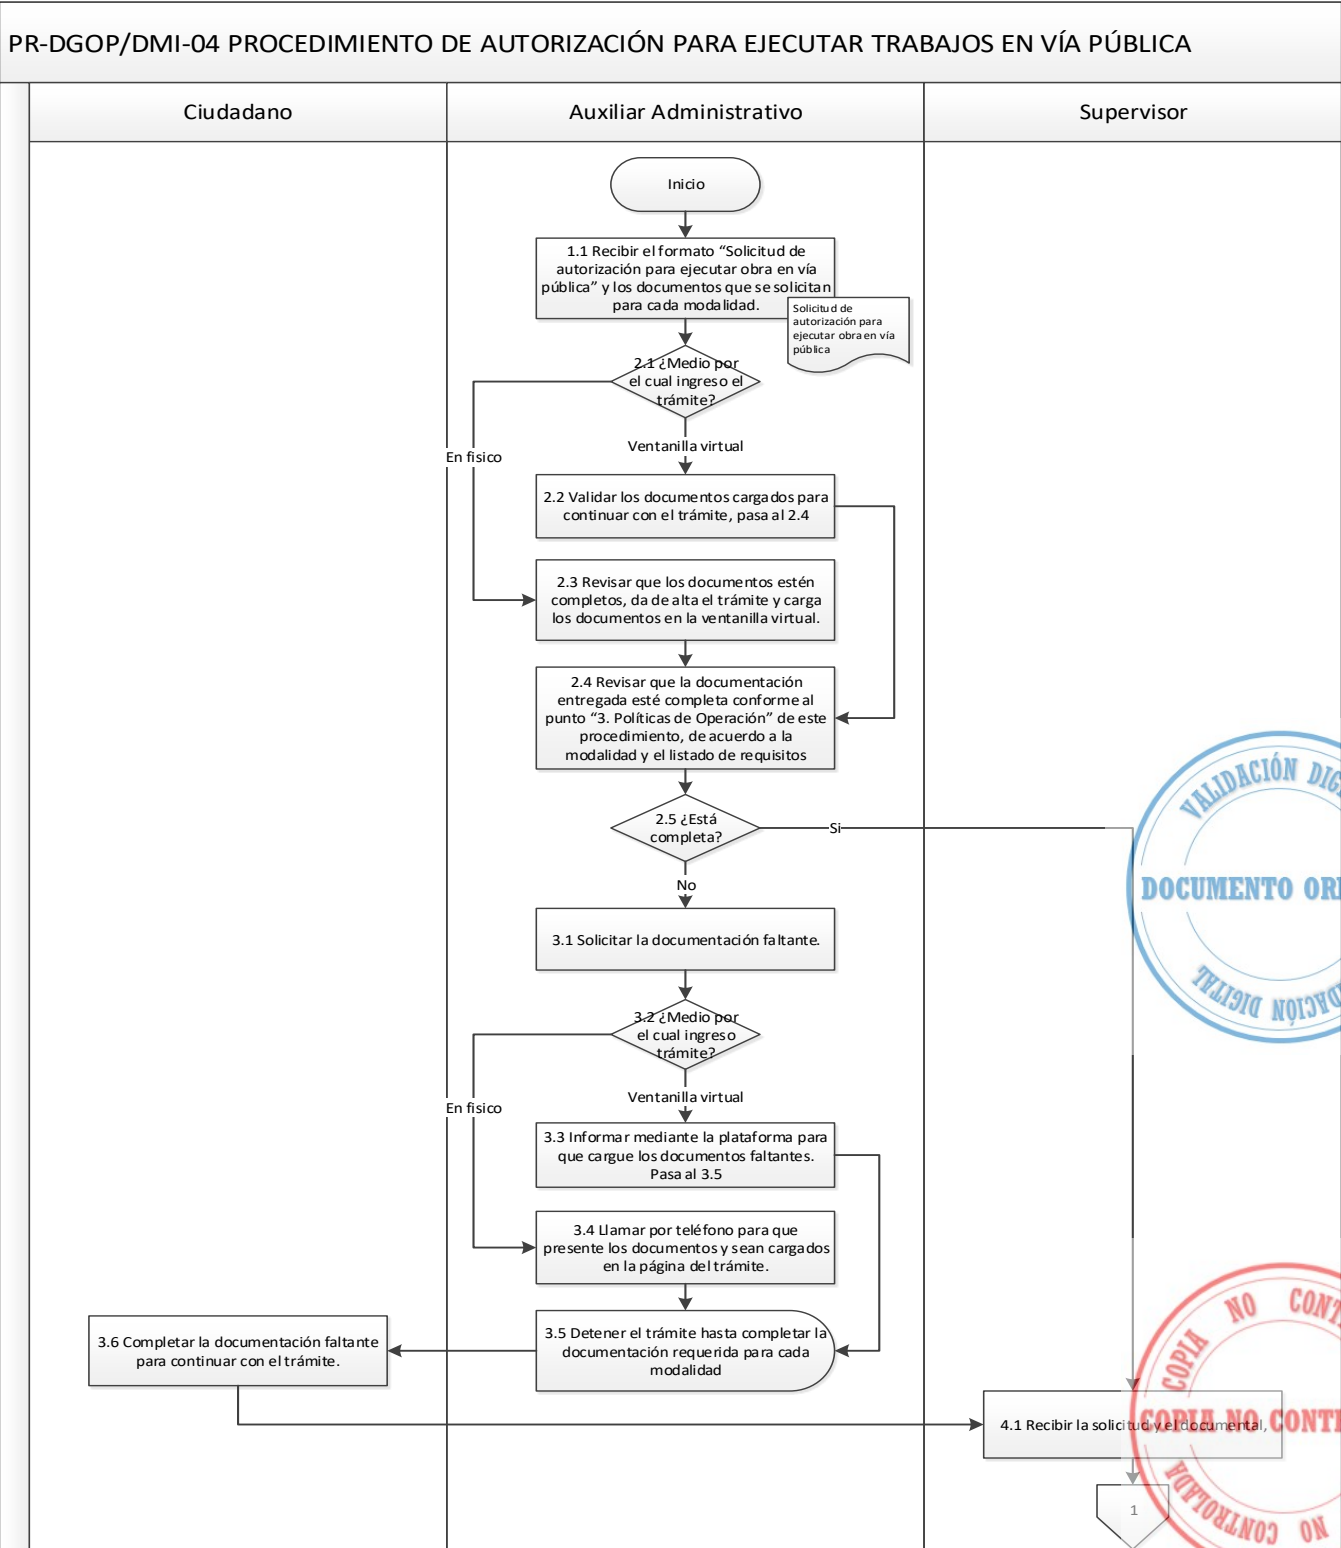 PR-DGOP/DMI-04 PROCEDIMIENTO DE AUTORIZACIÓN PARA EJECUTAR TRABAJOS EN VÍA PÚBLICA
Ciudadano
Auxiliar Administrativo
Supervisor
Inicio
1.1 Recibir el formato “Solicitud de
autorización para ejecutar obra en vía
pública” y los documentos que se solicitan
para cada modalidad.
Solicitud de
autorización para
ejecutar obra en vía
pública
2.1 ¿Medio por
el cual ingreso el
trámite?
Ventanilla virtual
En fisico
2.2 Validar los documentos cargados para
continuar con el trámite, pasa al 2.4
2.3 Revisar que los documentos estén
completos, da de alta el trámite y carga
los documentos en la ventanilla virtual.
2.4 Revisar que la documentación
entregada esté completa conforme al
punto “3. Políticas de Operación” de este
procedimiento, de acuerdo a la
modalidad y el listado de requisitos
2.5 ¿Está
completa?
Si
No
3.1 Solicitar la documentación faltante.
3.2 ¿Medio por
el cual ingreso
trámite?
Ventanilla virtual
En fisico
3.3 Informar mediante la plataforma para
que cargue los documentos faltantes.
Pasa al 3.5
3.4 Llamar por teléfono para que
presente los documentos y sean cargados
en la página del trámite.
3.5 Detener el trámite hasta completar la
documentación requerida para cada
modalidad
3.6 Completar la documentación faltante
para continuar con el trámite.
4.1 Recibir la solicitud y el documental,
1
VALIDACIÓN DIG
DOCUMENTO ORI
DACIÓN DIGITAL
COPIA NO CONT
COPIA NO CONT
NO CONTROLADA